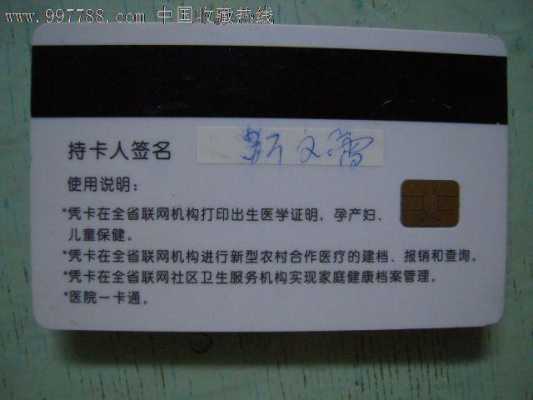 www.997788.com 中国收藏热线
持卡人签名 靳文
使用说明：
*凭卡在全省联网机构打印出生医学证明、孕产妇、
儿童保健。
*凭卡在全省联网机构进行新型农村合作医疗的建档、报销和查询。
*凭卡在全省联网社区卫生服务机构实现家庭健康档案管理。
*医院一卡通。